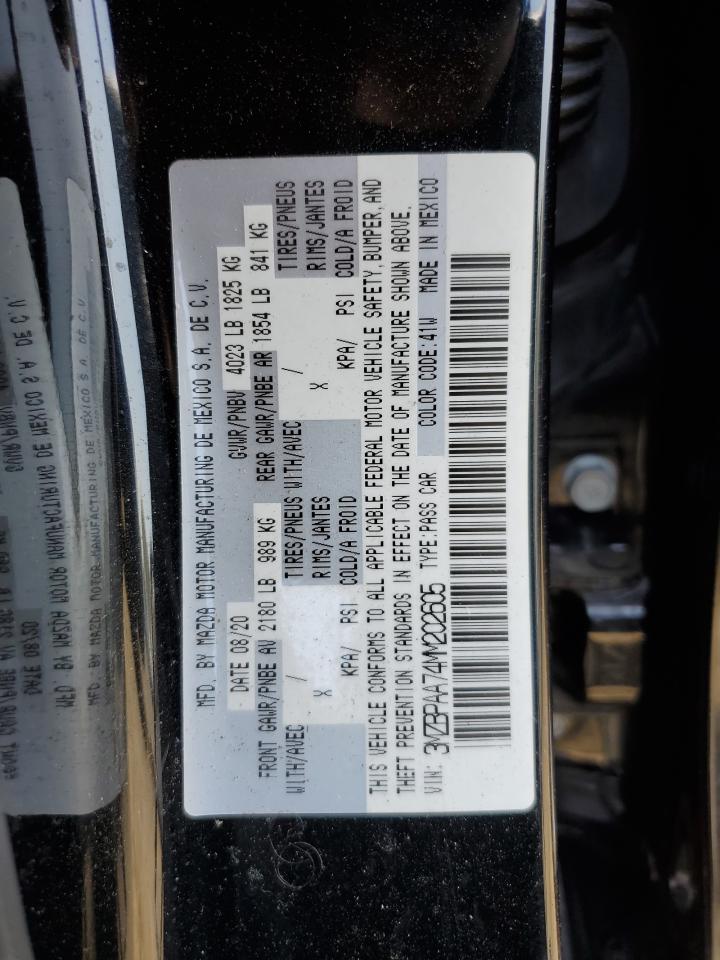 MFD. BY MAZDA MOTOR MANUFACTURING DE MEXICO S.A. DE C.V.
DATE 08/20 GVWR/PNBV 4023 LB 1825 KG
FRONT GAWR/PNBE AV 2180 LB 989 KG REAR GAWR/PNBE AR 1854 LB 841 KG
WITH/AVEC / TIRES/PNEUS WITH/AVEC / TIRES/PNEUS
X RIMS/JANTES X RIMS/JANTES
KPA/ PSI COLD/A FROID KPA/ PSI COLD/A FROID
THIS VEHICLE CONFORMS TO ALL APPLICABLE FEDERAL MOTOR VEHICLE SAFETY, BUMPER, AND
THEFT PREVENTION STANDARDS IN EFFECT ON THE DATE OF MANUFACTURE SHOWN ABOVE.
VIN: 3MZBPAA74MM202605 TYPE:PASS CAR COLOR CODE:41W MADE IN MEXICO